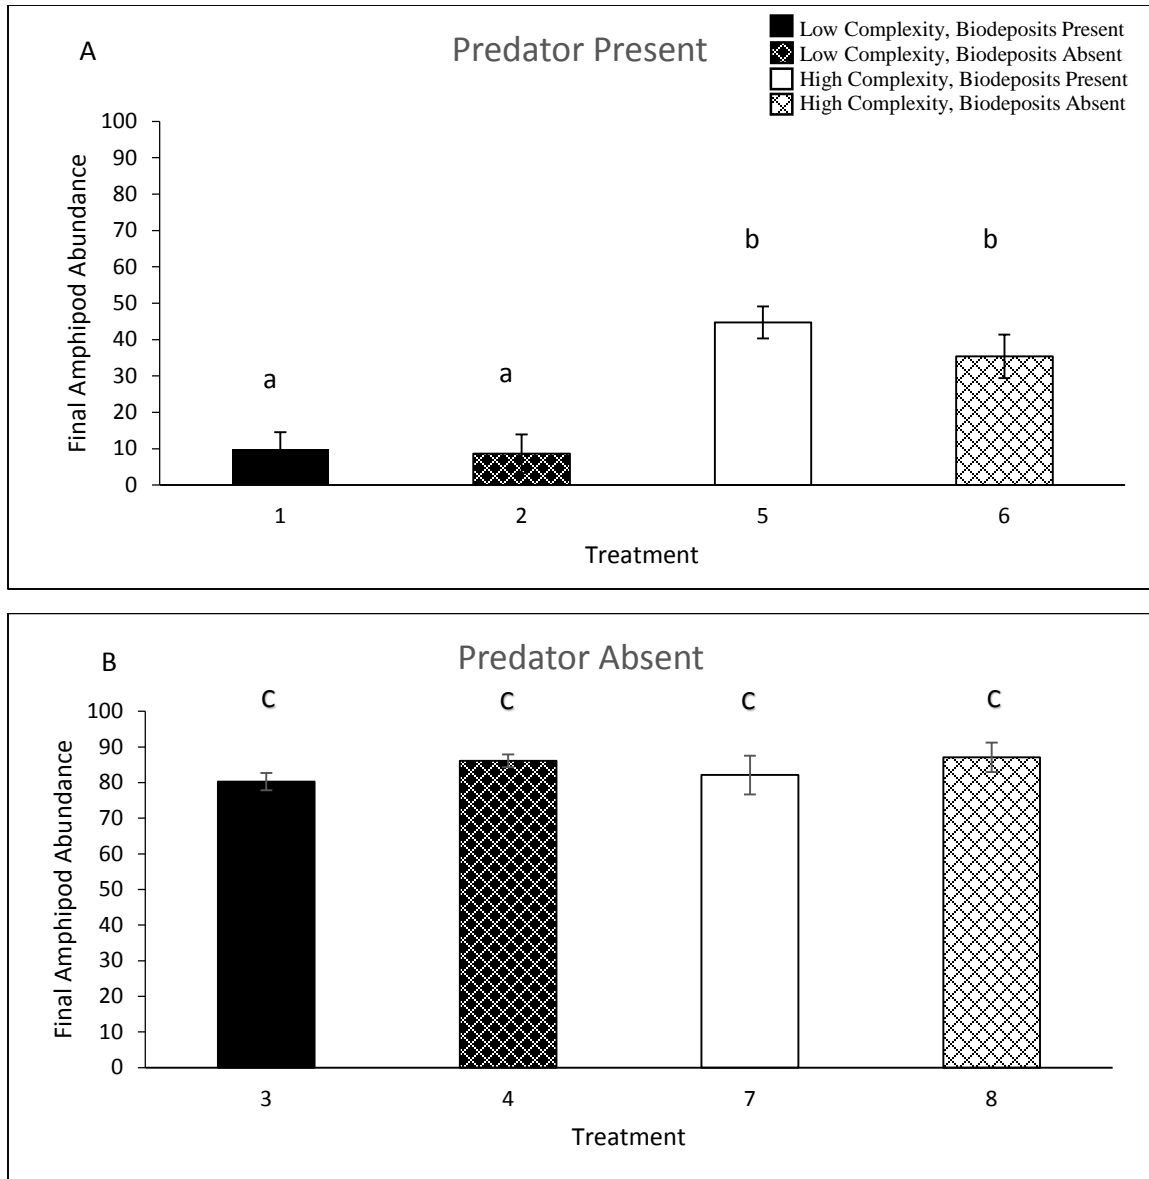 A
Predator Present
Low Complexity, Biodeposits Present
Low Complexity, Biodeposits Absent
High Complexity, Biodeposits Present
High Complexity, Biodeposits Absent
Final Amphipod Abundance
100
90
80
70
60
50
40
30
20
10
0
a
a
b
b
1
2
5
6
Treatment
B
Predator Absent
Final Amphipod Abundance
100
90
80
70
60
50
40
30
20
10
0
c
c
c
c
3
4
7
8
Treatment